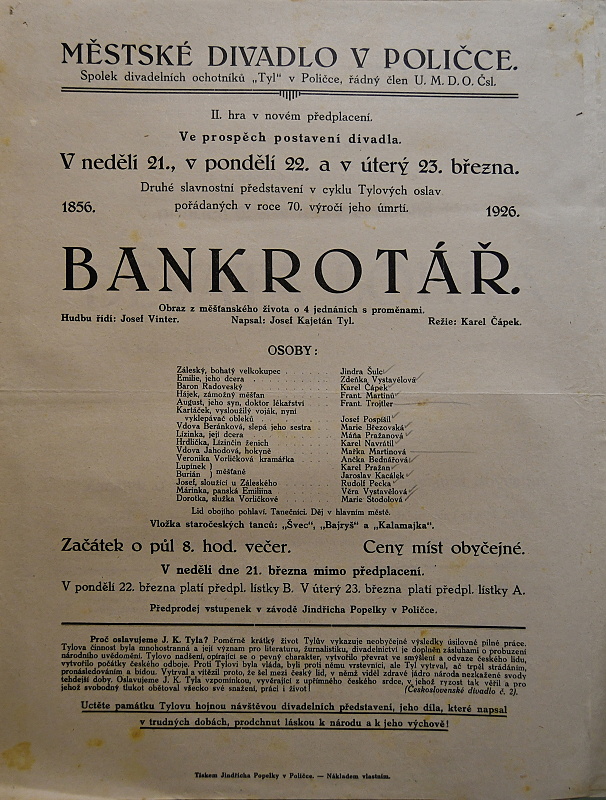 MĚSTSKÉ DIVADLO V POLIČCE.
Spolek divadelních ochotníků „Tyl“ v Poličce, řádný člen U. M. D. O. Čsl.
II. hra v novém předplacení.
Ve prospěch postavení divadla.
V neděli 21., v pondělí 22. a v úterý 23. března.
Druhé slavnostní představení v cyklu Tylových oslav
1856. pořádaných v roce 70. výročí jeho úmrtí. 1926.
BANKROTÁŘ.
Obraz z měšťanského života o 4 jednáních s proměnami.
Hudbu řídí: Josef Vinter. Napsal: Josef Kajetán Tyl. Režie: Karel Čápek.
OSOBY:
Záleský, bohatý velkokupec Jindra Šulc
Emilie, jeho dcera Zdeňka Vystavělová
Baron Radoveský Karel Čápek
Hájek, zámožný měšťan Frant. Martinů
August, jeho syn, doktor lékařství Frant. Trojtler
Kartáček, vysloužilý voják, nyní
vyklepávač obleků Josef Pospíšil
Vdova Beránková, slepá jeho sestra Marie Březovská
Lízinka, její dcera Máňa Pražanová
Hrdlička, Lízinčin ženich Karel Navrátil
Vdova Jahodová, hokyně Mařka Martinová
Veronika Vorličková kramářka Ančka Bednářová
Lupínek } měšťané Karel Pražan
Burián Jaroslav Kacálek
Josef, sloužící u Záleského Rudolf Pecka
Márinka, panská Emiliina Věra Vystavělová
Dorotka, služka Vorličkové Marie Stodolová
Lid obojího pohlaví. Tanečníci. Děj v hlavním městě.
Vložka staročeských tanců: „Švec“, „Bajryš“ a „Kalamajka“.
Začátek o půl 8. hod. večer. Ceny míst obyčejné.
V neděli dne 21. března mimo předplacení.
V pondělí 22. března platí předpl. lístky B. V úterý 23. března platí předpl. lístky A.
Předprodej vstupenek v závodě Jindřicha Popelky v Poličce.
Proč oslavujeme J. K. Tyla? Poměrně krátký život Tylův vykazuje neobyčejné výsledky úsilovné pilné práce.
Tylova činnost byla mnohostranná a její význam pro literaturu, žurnalistiku, divadelnictví je doplněn zásluhami o probuzení
národního uvědomění. Tylovo nadšení, opírající se o pevný charakter, vytvořilo převrat ve smýšlení a odvaze českého lidu,
vytvořilo počátky českého odboje. Proti Tylovi byla vláda, byli proti němu vrstevníci, ale Tyl vytrval, ač trpěl strádáním,
pronásledováním a bídou. Vytrval a vítězil proto, že šel mezi český lid, v němž viděl zdravé jádro národa nezkažené svody
tehdejší doby. Oslavujeme J. K. Tyla vzpomínkou, vyvěrající z upřímného českého srdce, v jehož ryzost tak věřil a pro
jehož svobodný tlukot obětoval všecko své snažení, práci i život! (Československé divadlo č. 2).
Uctěte památku Tylovu hojnou návštěvou divadelních představení, jeho díla, které napsal
v trudných dobách, prodchnut láskou k národu a k jeho výchově!
Tiskem Jindřicha Popelky v Poličce. — Nákladem vlastním.